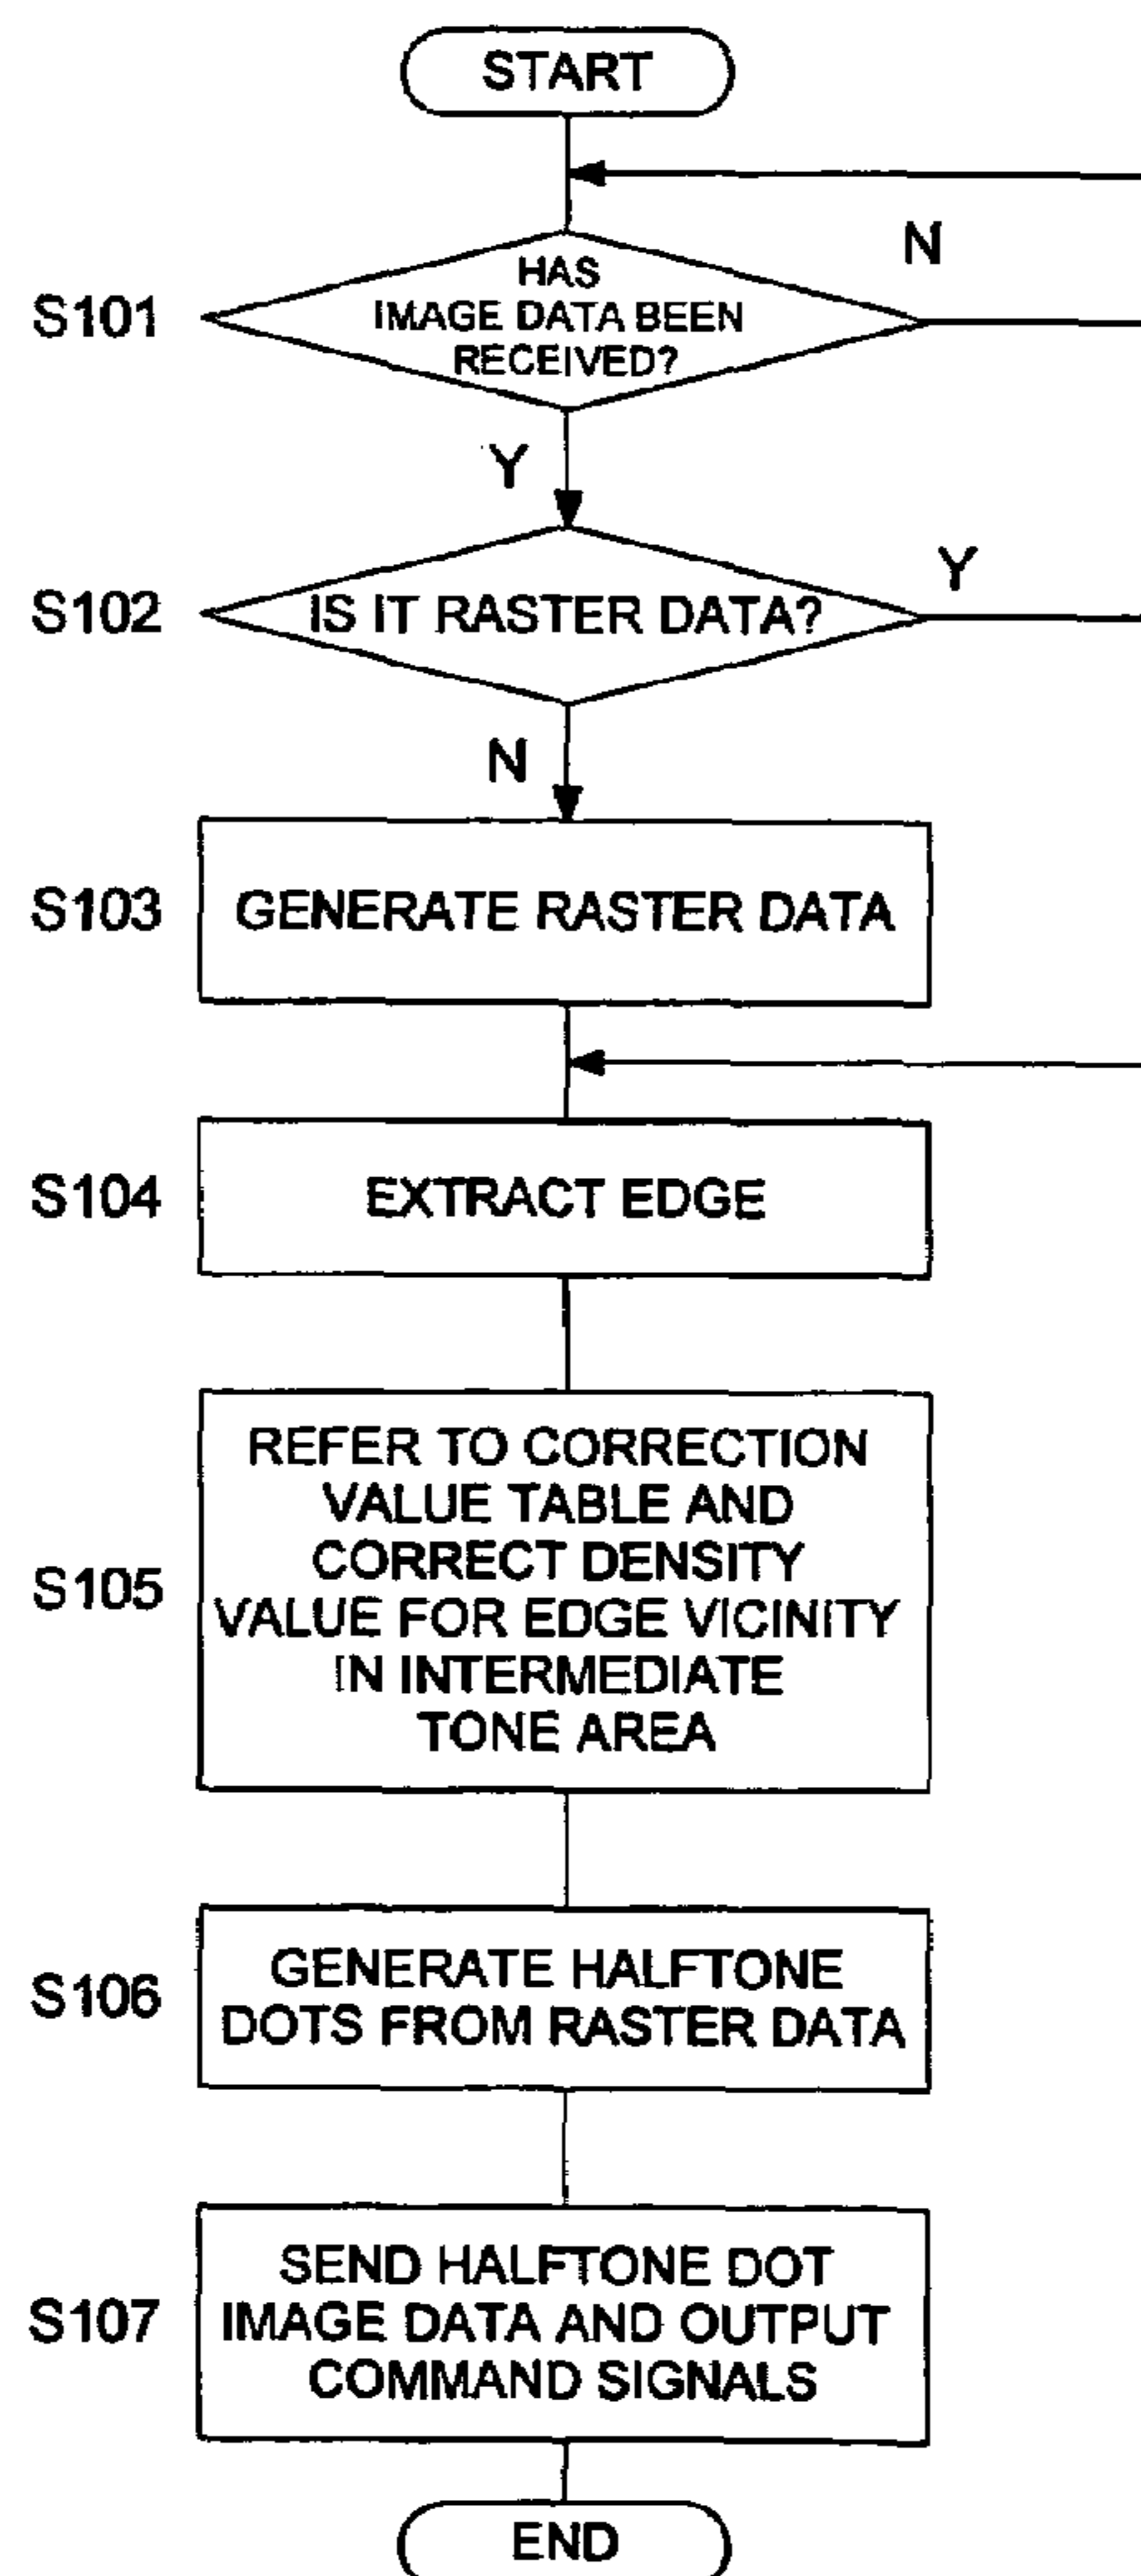 START
HAS
IMAGE DATA BEEN
RECEIVED?
N
S101
Y
IS IT RASTER DATA?
Y
S102
N
S103
GENERATE RASTER DATA
S104
EXTRACT EDGE
S105
REFER TO CORRECTION
VALUE TABLE AND
CORRECT DENSITY
VALUE FOR EDGE VICINITY
IN INTERMEDIATE
TONE AREA
S106
GENERATE HALFTONE
DOTS FROM RASTER DATA
S107
SEND HALFTONE DOT
IMAGE DATA AND OUTPUT
COMMAND SIGNALS
END